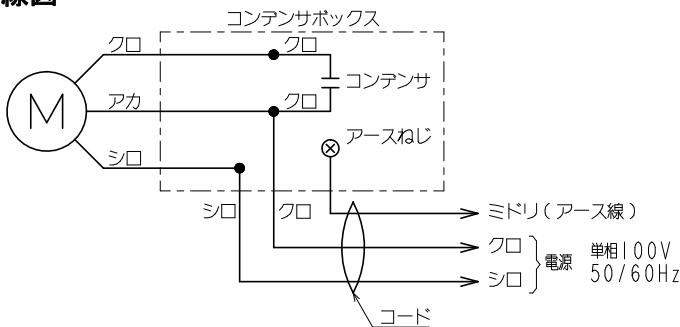 線図
コンデンサボックス
クロ
クロ
コンデンサ
アカ
クロ
アースねじ
シロ
シロ
クロ
ミドリ(アース線)
クロ
シロ
電源
単相100V
50/60Hz
コード
M